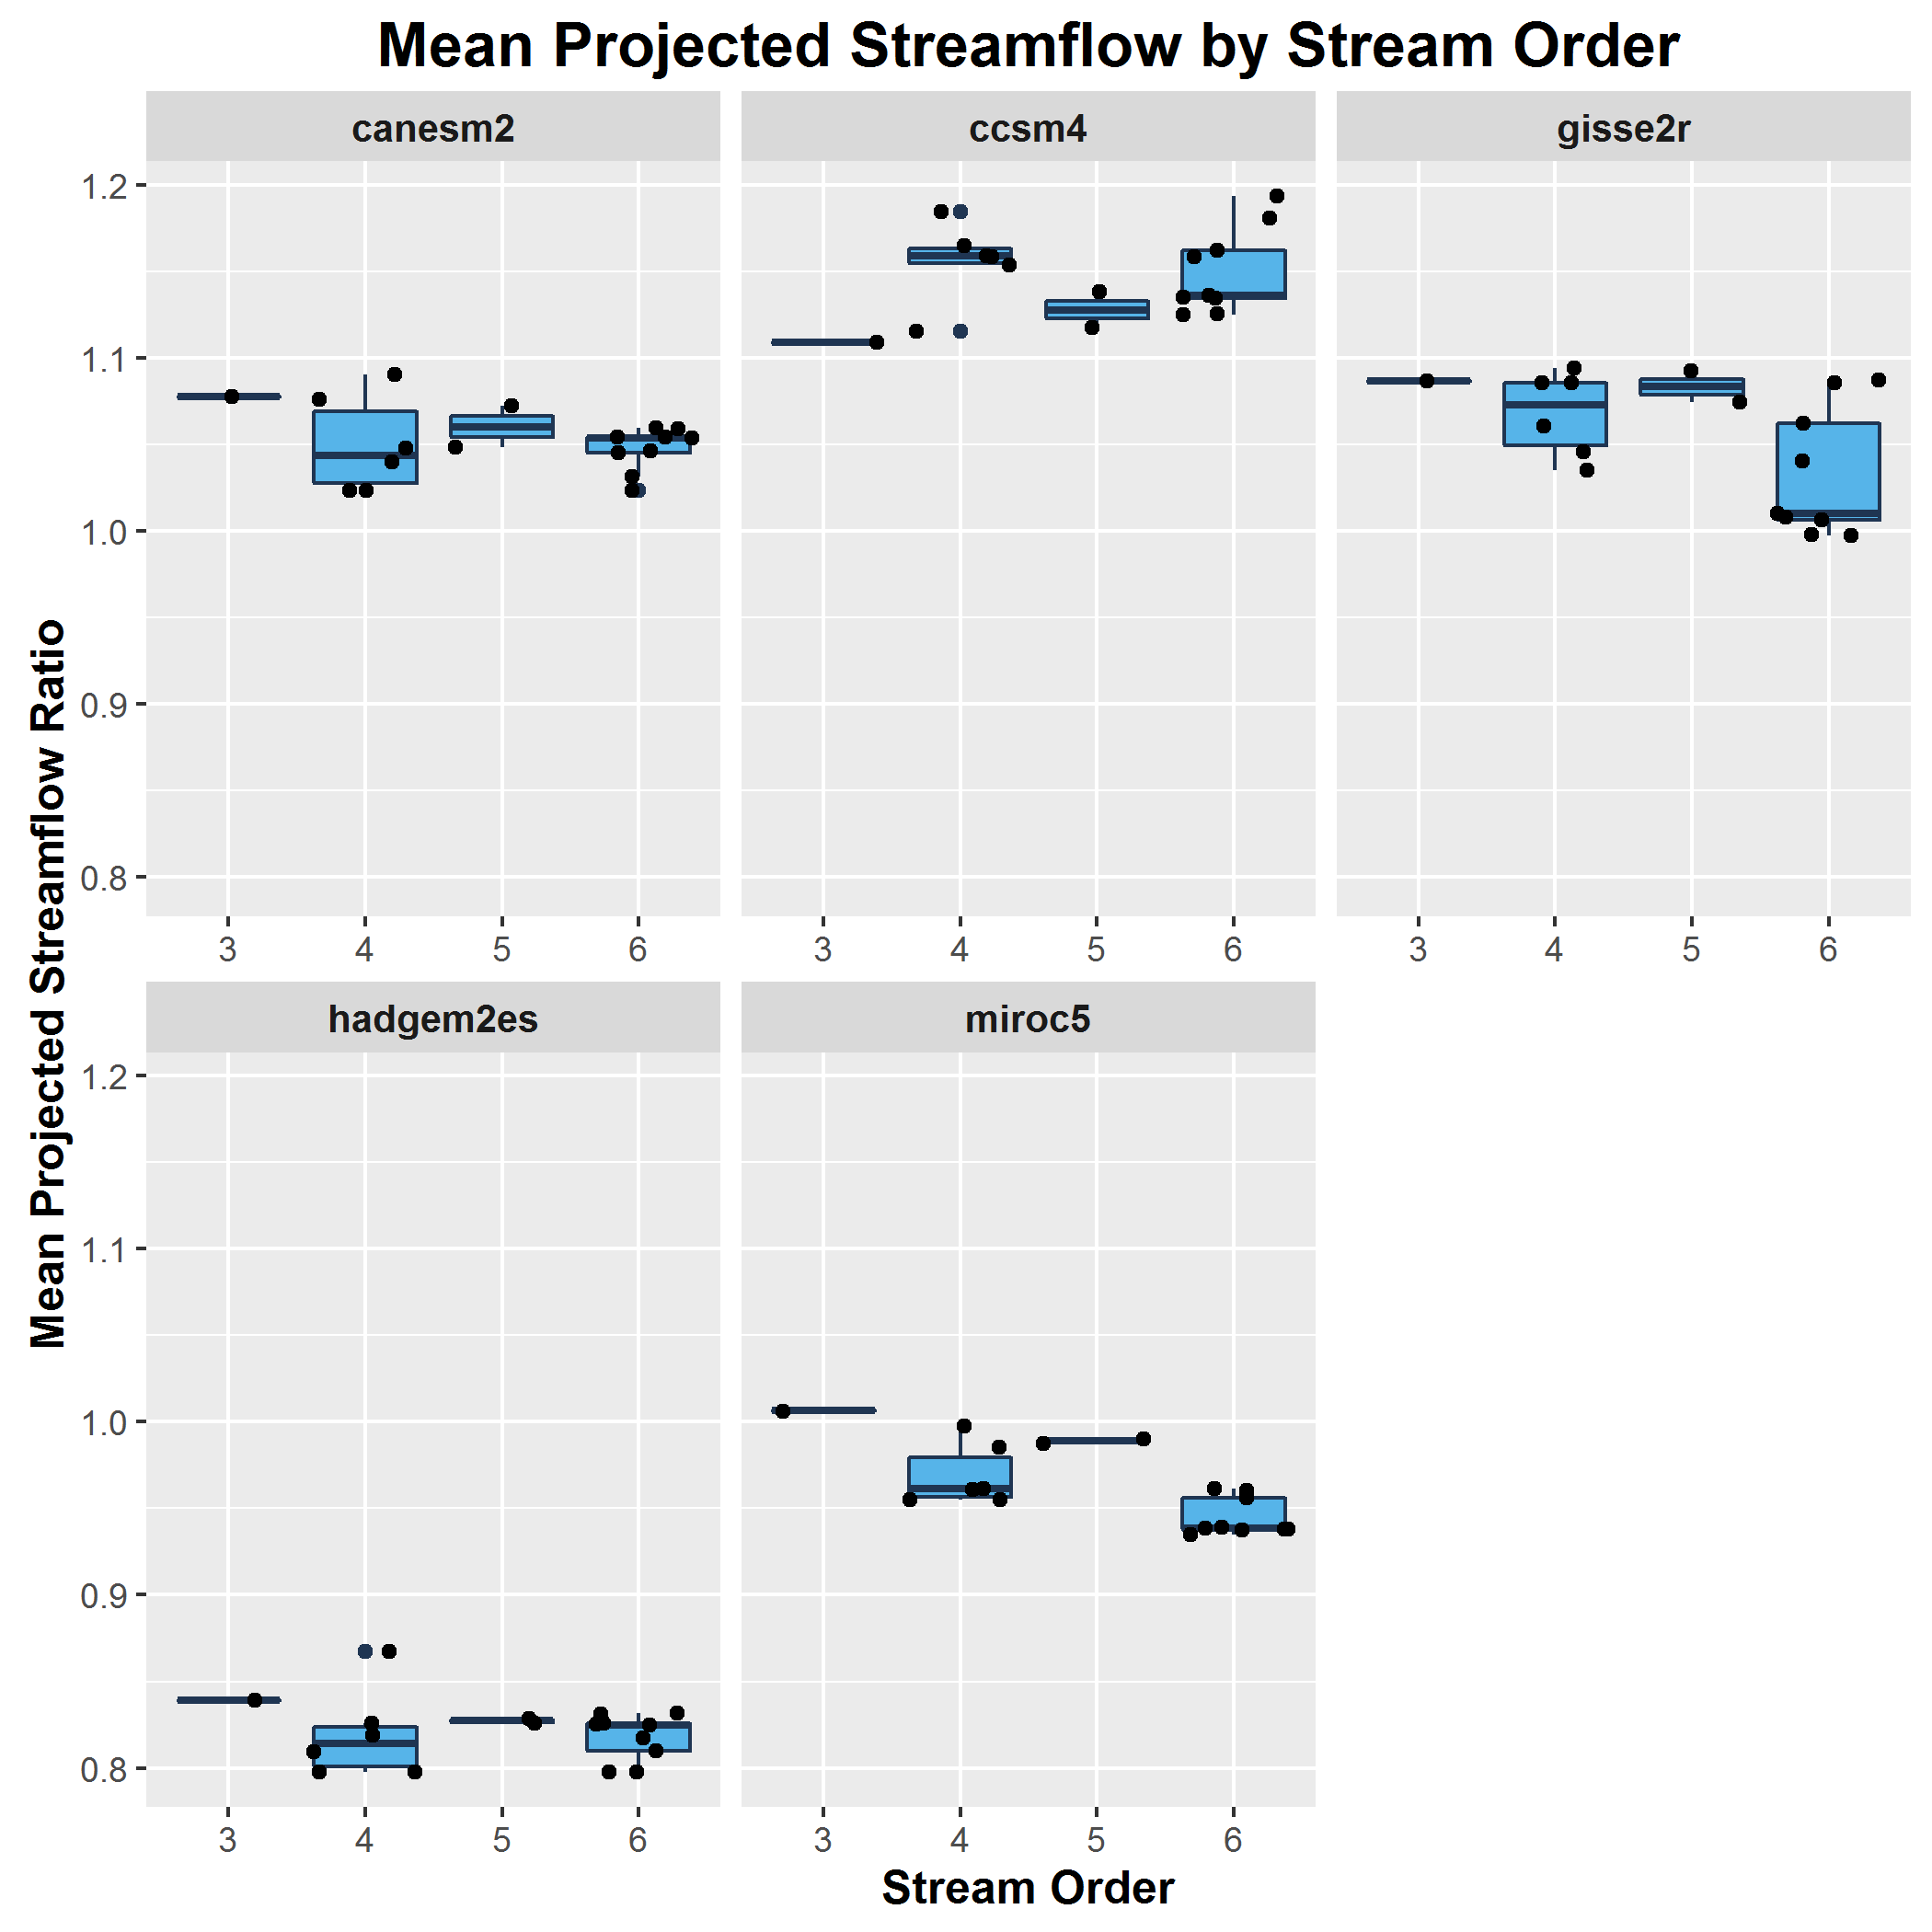 Mean Projected Streamflow by Stream Order
canesm2
ccsm4
gisse2r
1.2
1.1
1.0
0.9
0.8
3 4 5 6
3 4 5 6
3 4 5 6
Mean Projected Streamflow Ratio
hadgem2es
miroc5
1.2
1.1
1.0
0.9
0.8
3 4 5 6
3 4 5 6
Stream Order